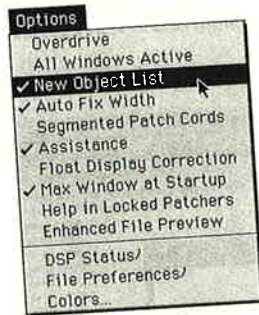 Options
Overdrive
All Windows Active
✓ New Object List
✓ Auto Fix Width
Segmented Patch Cords
✓ Assistance
Float Display Correction
✓ Max Window at Startup
Help in Locked Patchers
Enhanced File Preview
DSP Status/
File Preferences/
Colors...